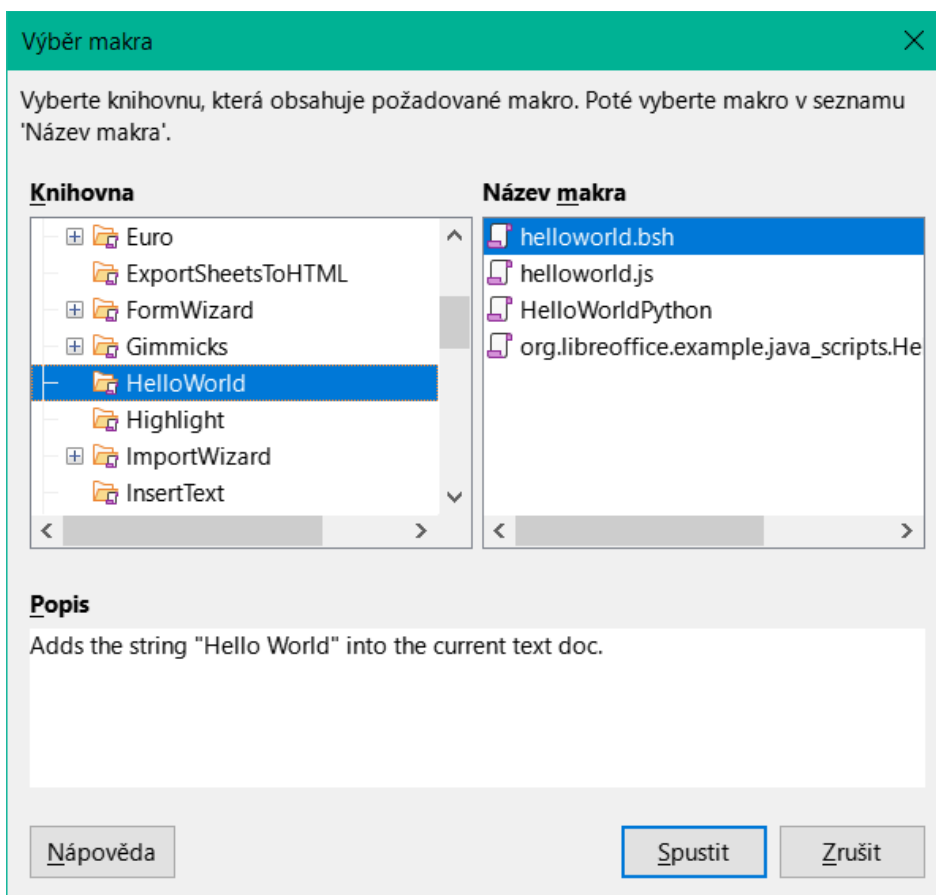 Výběr makra
Vyberte knihovnu, která obsahuje požadované makro. Poté vyberte makro v seznamu
'Název makra'.
Knihovna
Euro
ExportSheetsToHTML
FormWizard
Gimmicks
HelloWorld
Highlight
ImportWizard
InsertText
Název makra
helloworld.bsh
helloworld.js
HelloWorldPython
org.libreoffice.example.java_scripts.He
Popis
Adds the string "Hello World" into the current text doc.
Nápověda
Spustit
Zrušit